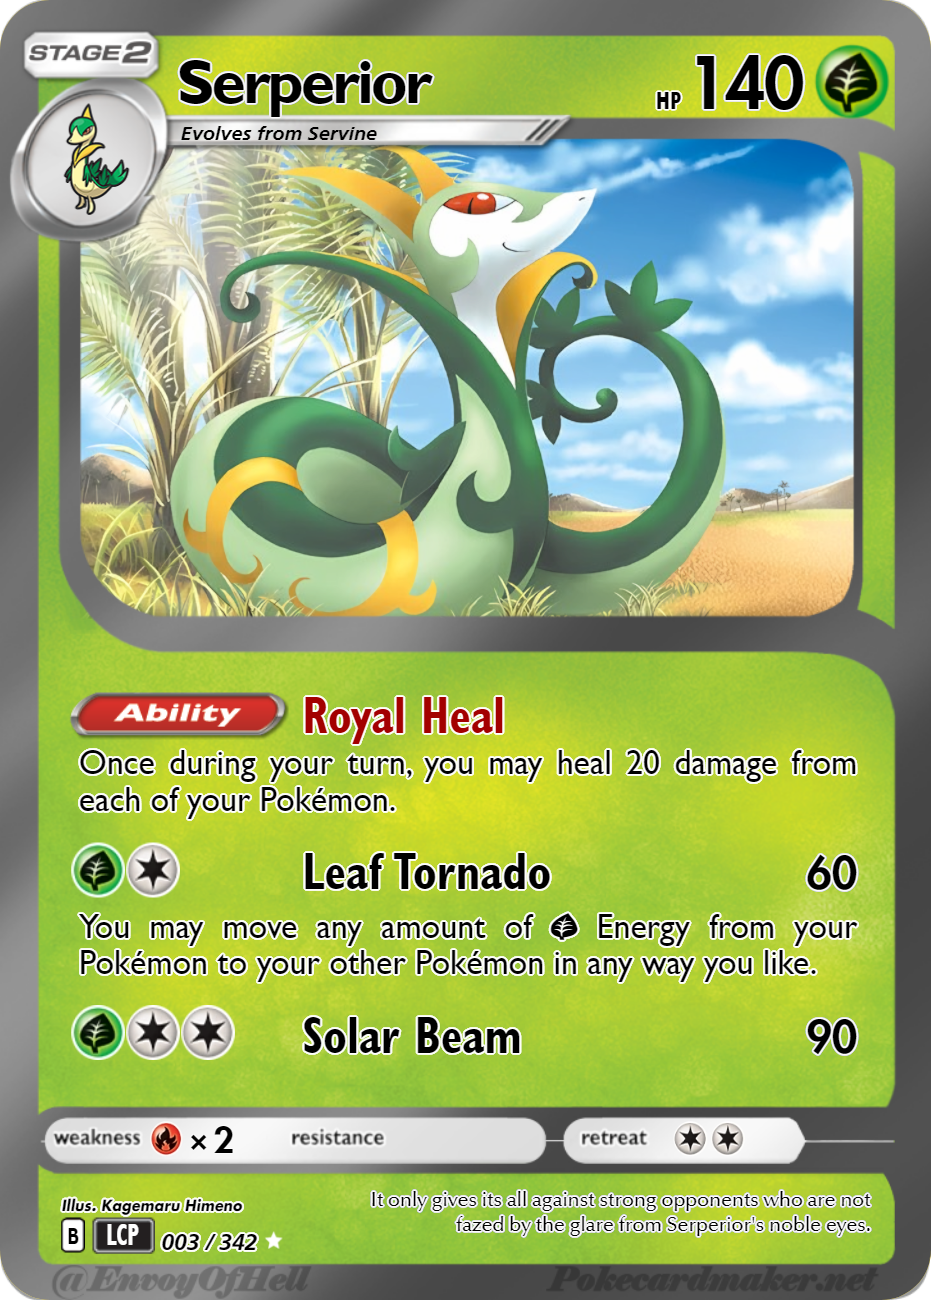 STAGE2
Serperior
HP 140
Evolves from Servine
Ability Royal Heal
Once during your turn, you may heal 20 damage from
each of your Pokémon.
Leaf Tornado 60
You may move any amount of Energy from your
Pokémon to your other Pokémon in any way you like.
Solar Beam 90
weakness × 2 resistance retreat
Illus. Kagemaru Himeno
It only gives its all against strong opponents who are not
fazed by the glare from Serperior's noble eyes.
B LCP 003 / 342
@EnvoyOfHell Pokecardmaker.net